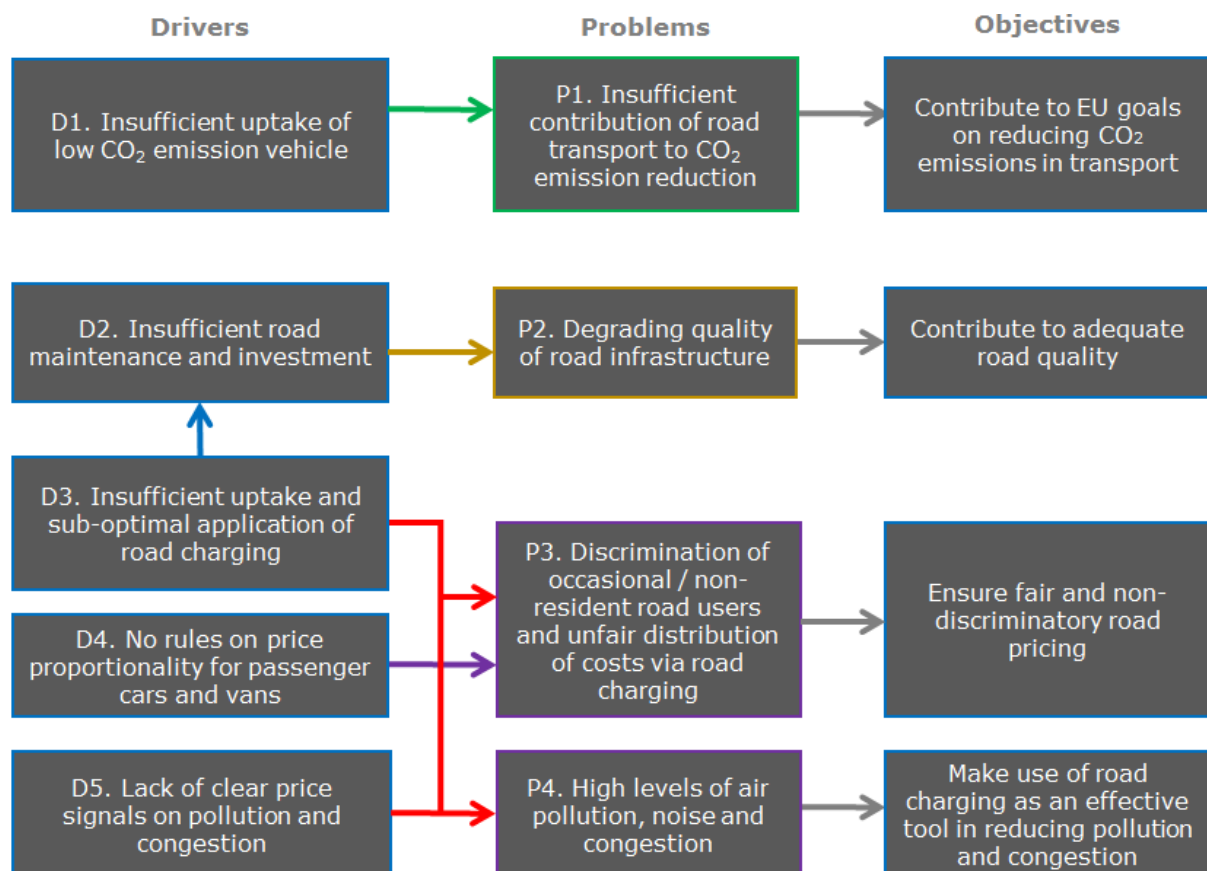 Drivers
Problems
Objectives
D1. Insufficient uptake of
low CO₂ emission vehicle
P1. Insufficient
contribution of road
transport to CO₂
emission reduction
Contribute to EU goals
on reducing CO₂
emissions in transport
D2. Insufficient road
maintenance and investment
P2. Degrading quality
of road infrastructure
Contribute to adequate
road quality
D3. Insufficient uptake and
sub-optimal application of
road charging
P3. Discrimination of
occasional / non-
resident road users
and unfair distribution
of costs via road
charging
Ensure fair and non-
discriminatory road
pricing
D4. No rules on price
proportionality for passenger
cars and vans
D5. Lack of clear price
signals on pollution and
congestion
P4. High levels of air
pollution, noise and
congestion
Make use of road
charging as an effective
tool in reducing pollution
and congestion